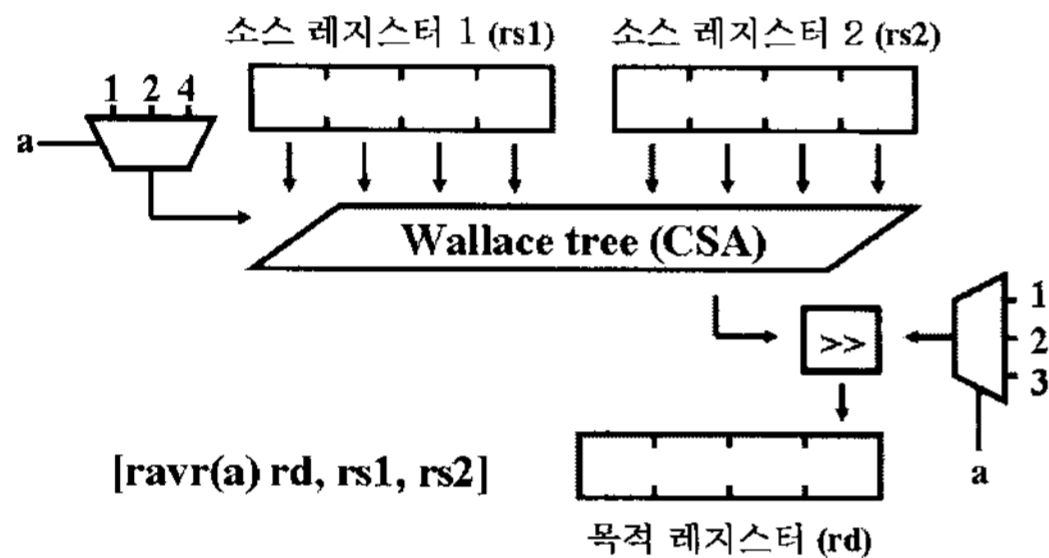 소스 레지스터 1 (rs1)
소스 레지스터 2 (rs2)
1 2 4
a
Wallace tree (CSA)
>>
1
2
3
a
[ravr(a) rd, rs1, rs2]
목적 레지스터 (rd)